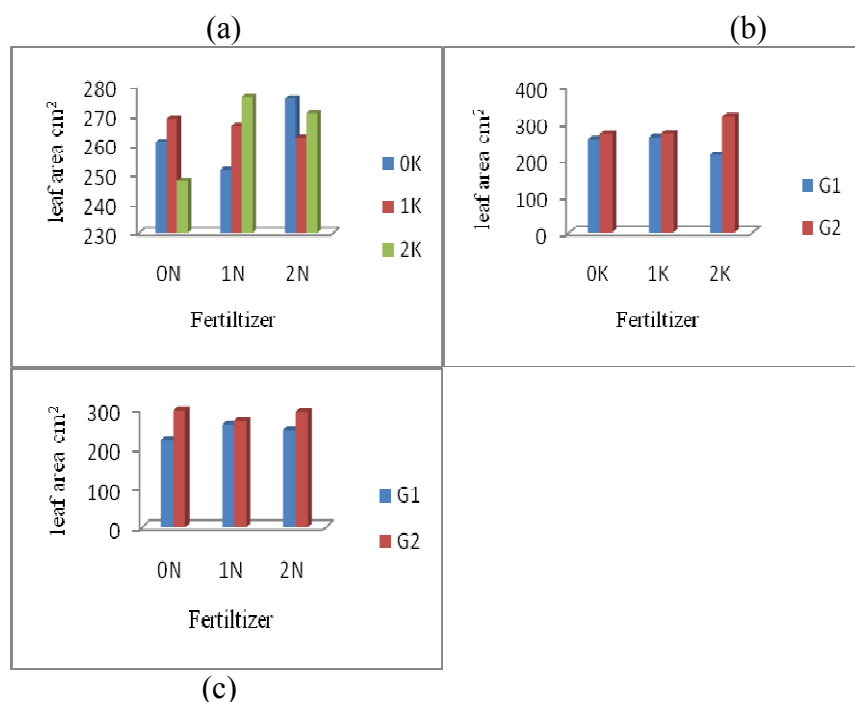 (a)
280
270
260
250
240
230
leaf area cm²
0N 1N 2N
Fertiltizer
0K
1K
2K
(b)
400
300
200
100
0
leaf area cm²
0K 1K 2K
Fertiltizer
G1
G2
300
200
100
0
leaf area cm²
0N 1N 2N
Fertiltizer
G1
G2
(c)